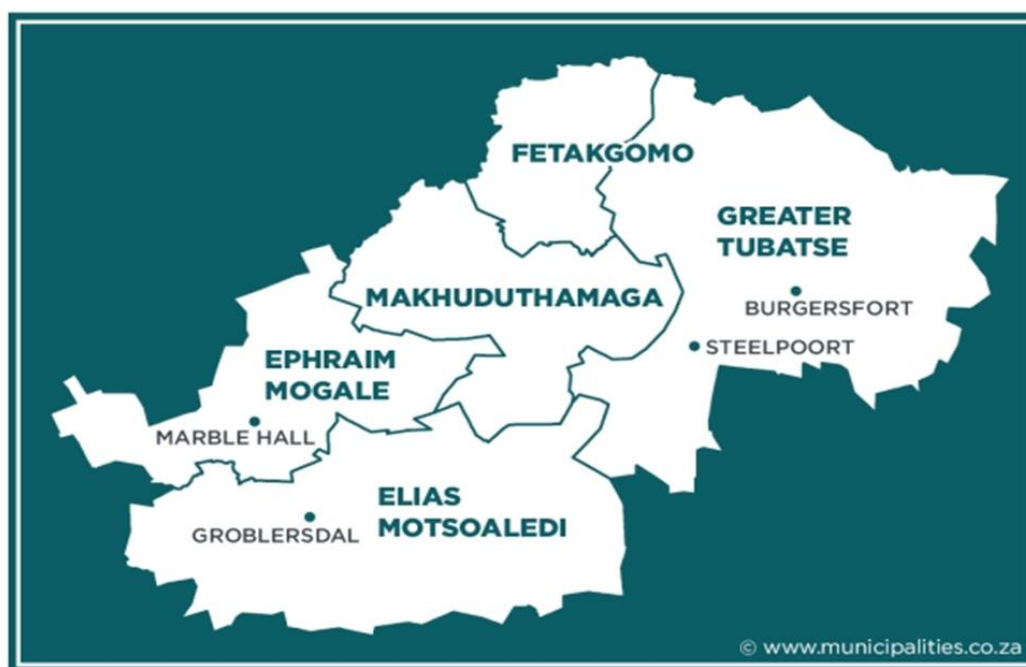 FETAKGOMO
GREATER
TUBATSE
MAKHUDUTHAMAGA
BURGERSFORT
STEELPOORT
EPHRAIM
MOGALE
MARBLE HALL
ELIAS
MOTSOALEDI
GROBLERSDAL
© www.municipalities.co.za